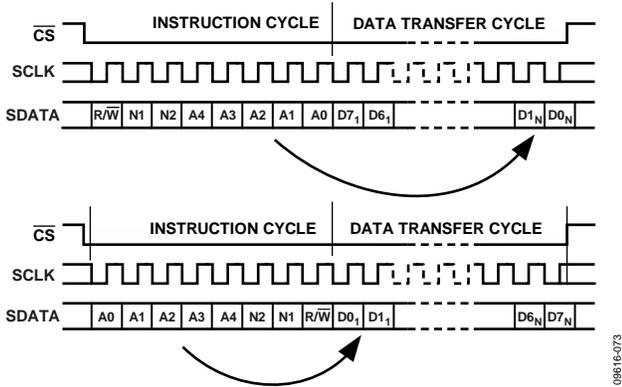 INSTRUCTION CYCLE DATA TRANSFER CYCLE
CS
SCLK
SDATA R/W N1 N2 A4 A3 A2 A1 A0 D7₁ D6₁ D1N D0N
INSTRUCTION CYCLE DATA TRANSFER CYCLE
CS
SCLK
SDATA A0 A1 A2 A3 A4 N2 N1 R/W D0₁ D1₁ D6N D7N
09616-073